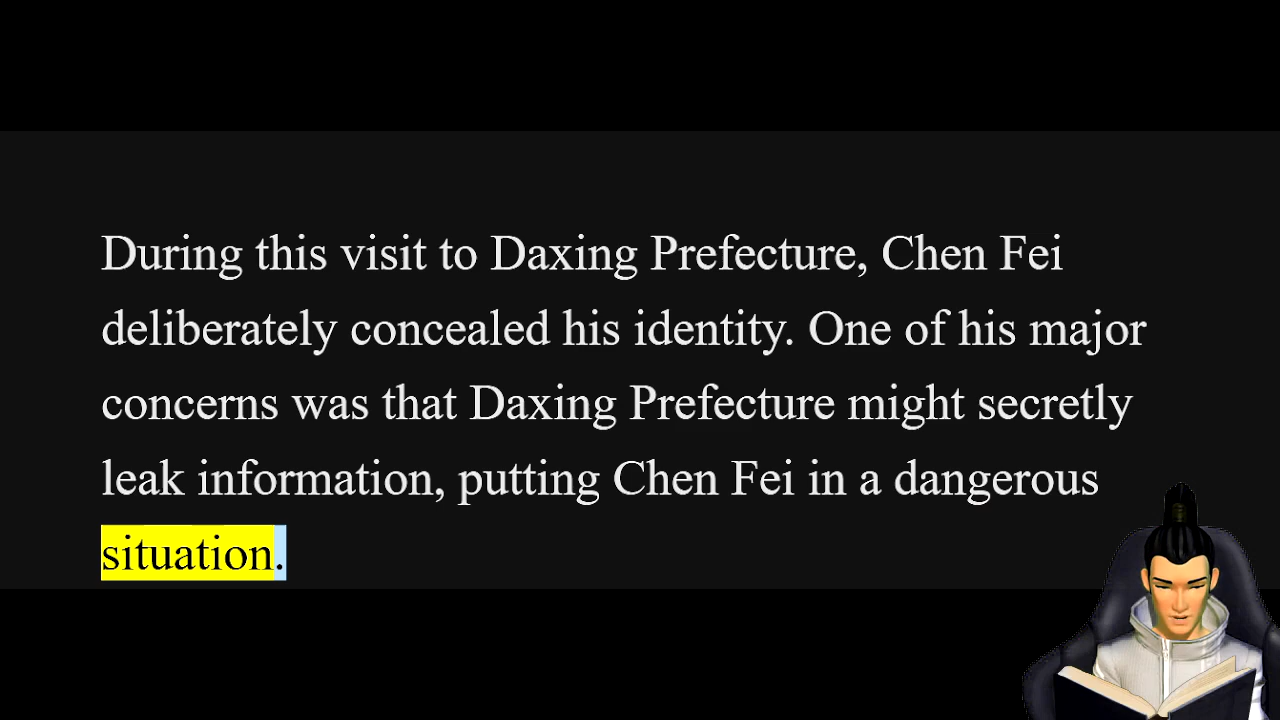 During this visit to Daxing Prefecture, Chen Fei
deliberately concealed his identity. One of his major
concerns was that Daxing Prefecture might secretly
leak information, putting Chen Fei in a dangerous
situation.